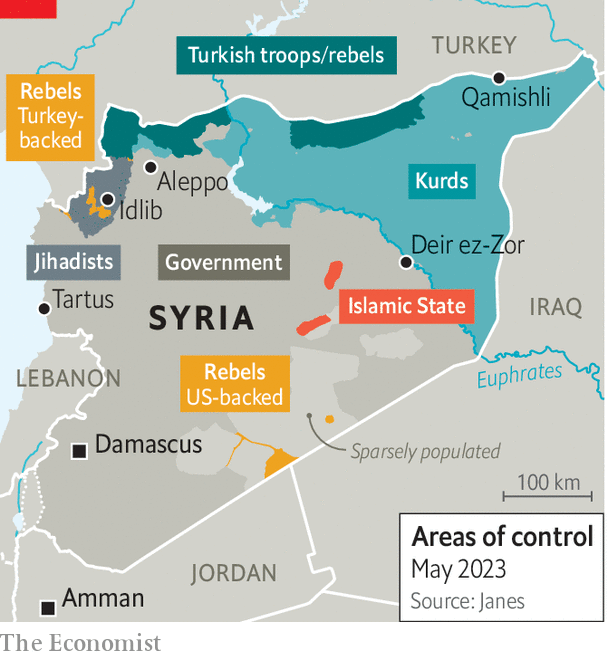 TURKEY
Turkish troops/rebels
Rebels
Turkey-
backed
Qamishli
Aleppo
Kurds
Idlib
Deir ez-Zor
Jihadists
Government
Tartus
SYRIA
Islamic State
IRAQ
LEBANON
Rebels
US-backed
Euphrates
Damascus
Sparsely populated
100 km
Areas of control
May 2023
Source: Janes
JORDAN
Amman
The Economist